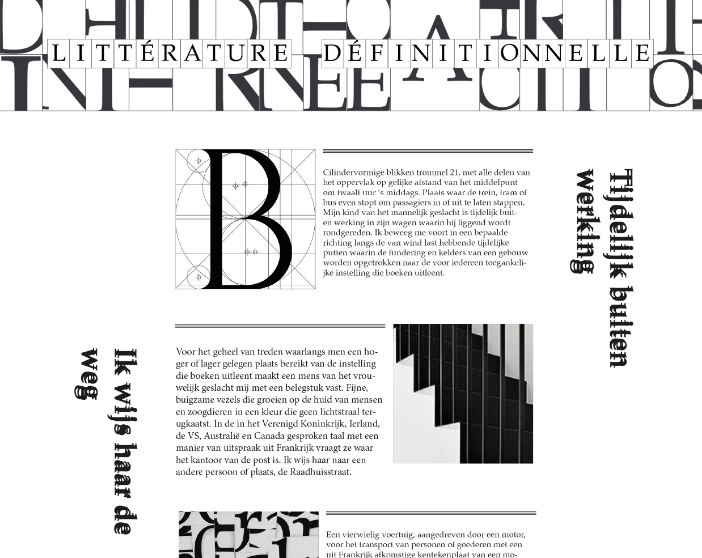 LITTÉRATURE DÉFINITIONNELLE
B
Cilindervormige blikken trommel 21, met alle delen van
het oppervlak op gelijke afstand van het middelpunt
om twaalf uur 's middags. Plaats waar de trein, tram of
bus even stopt om passagiers in of uit te laten stappen.
Mijn kind van het mannelijk geslacht is tijdelijk buit-
en werking in zijn wagen waarin hij liggend wordt
rondgereden. Ik beweeg me voort in een bepaalde
richting langs de van wind last hebbende tijdelijke
putten waarin de fundering en kelders van een gebouw
worden opgetrokken naar de voor iedereen toegankeli-
jke instelling die boeken uitleent.
Tijdelijk buiten
werking
Voor het geheel van treden waarlangs men een ho-
ger of lager gelegen plaats bereikt van de instelling
die boeken uitleent maakt een mens van het vrou-
welijk geslacht mij met een belegstuk vast. Fijne,
buigzame vezels die groeien op de huid van mensen
en zoogdieren in een kleur die geen lichtstraal ter-
ugkaatst. In de in het Verenigd Koninkrijk, Ierland,
de VS, Australië en Canada gesproken taal met een
manier van uitspraak uit Frankrijk vraagt ze waar
het kantoor van de post is. Ik wijs haar naar een
andere persoon of plaats, de Raadhuisstraat.
Ik wijs haar de
weg
Een vierwielig voertuig, aangedreven door een motor,
voor het transport van personen of goederen met een
uit Frankrijk afkomstige kentekenplaat van een mo-